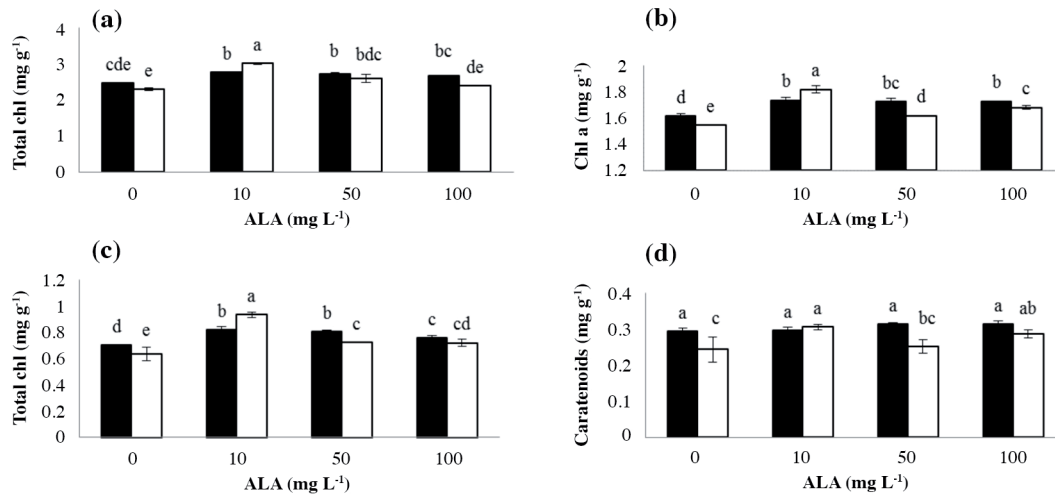 (a)
Total chl (mg g-1)
4
3
2
1
0
cde e b a b bdc bc de
0 10 50 100
ALA (mg L-1)
(b)
Chl a (mg g-1)
2
1.8
1.6
1.4
1.2
d e b a bc d b c
0 10 50 100
ALA (mg L-1)
(c)
Total chl (mg g-1)
1.2
1
0.8
0.6
0.4
0.2
0
d e b a b c c cd
0 10 50 100
ALA (mg L-1)
(d)
Caratenoids (mg g-1)
0.4
0.3
0.2
0.1
0
a c a a a bc a ab
0 10 50 100
ALA (mg L-1)